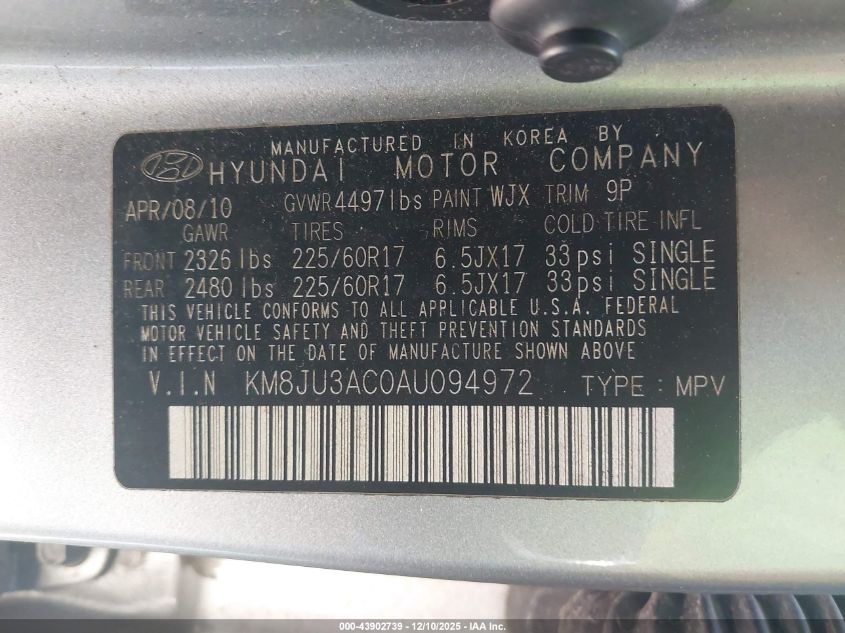 MANUFACTURED IN KOREA BY
HYUNDAI MOTOR COMPANY
APR/08/10 GVWR 4497lbs PAINT WJX TRIM 9P
GAWR TIRES RIMS COLD TIRE INFL
FRONT 2326 lbs 225/60R17 6.5JX17 33psi SINGLE
REAR 2480 lbs 225/60R17 6.5JX17 33psi SINGLE
THIS VEHICLE CONFORMS TO ALL APPLICABLE U.S.A. FEDERAL
MOTOR VEHICLE SAFETY AND THEFT PREVENTION STANDARDS
IN EFFECT ON THE DATE OF MANUFACTURE SHOWN ABOVE
V.I.N KM8JU3AC0AU094972 TYPE: MPV
000-43902739 - 12/10/2025 - IAA Inc.